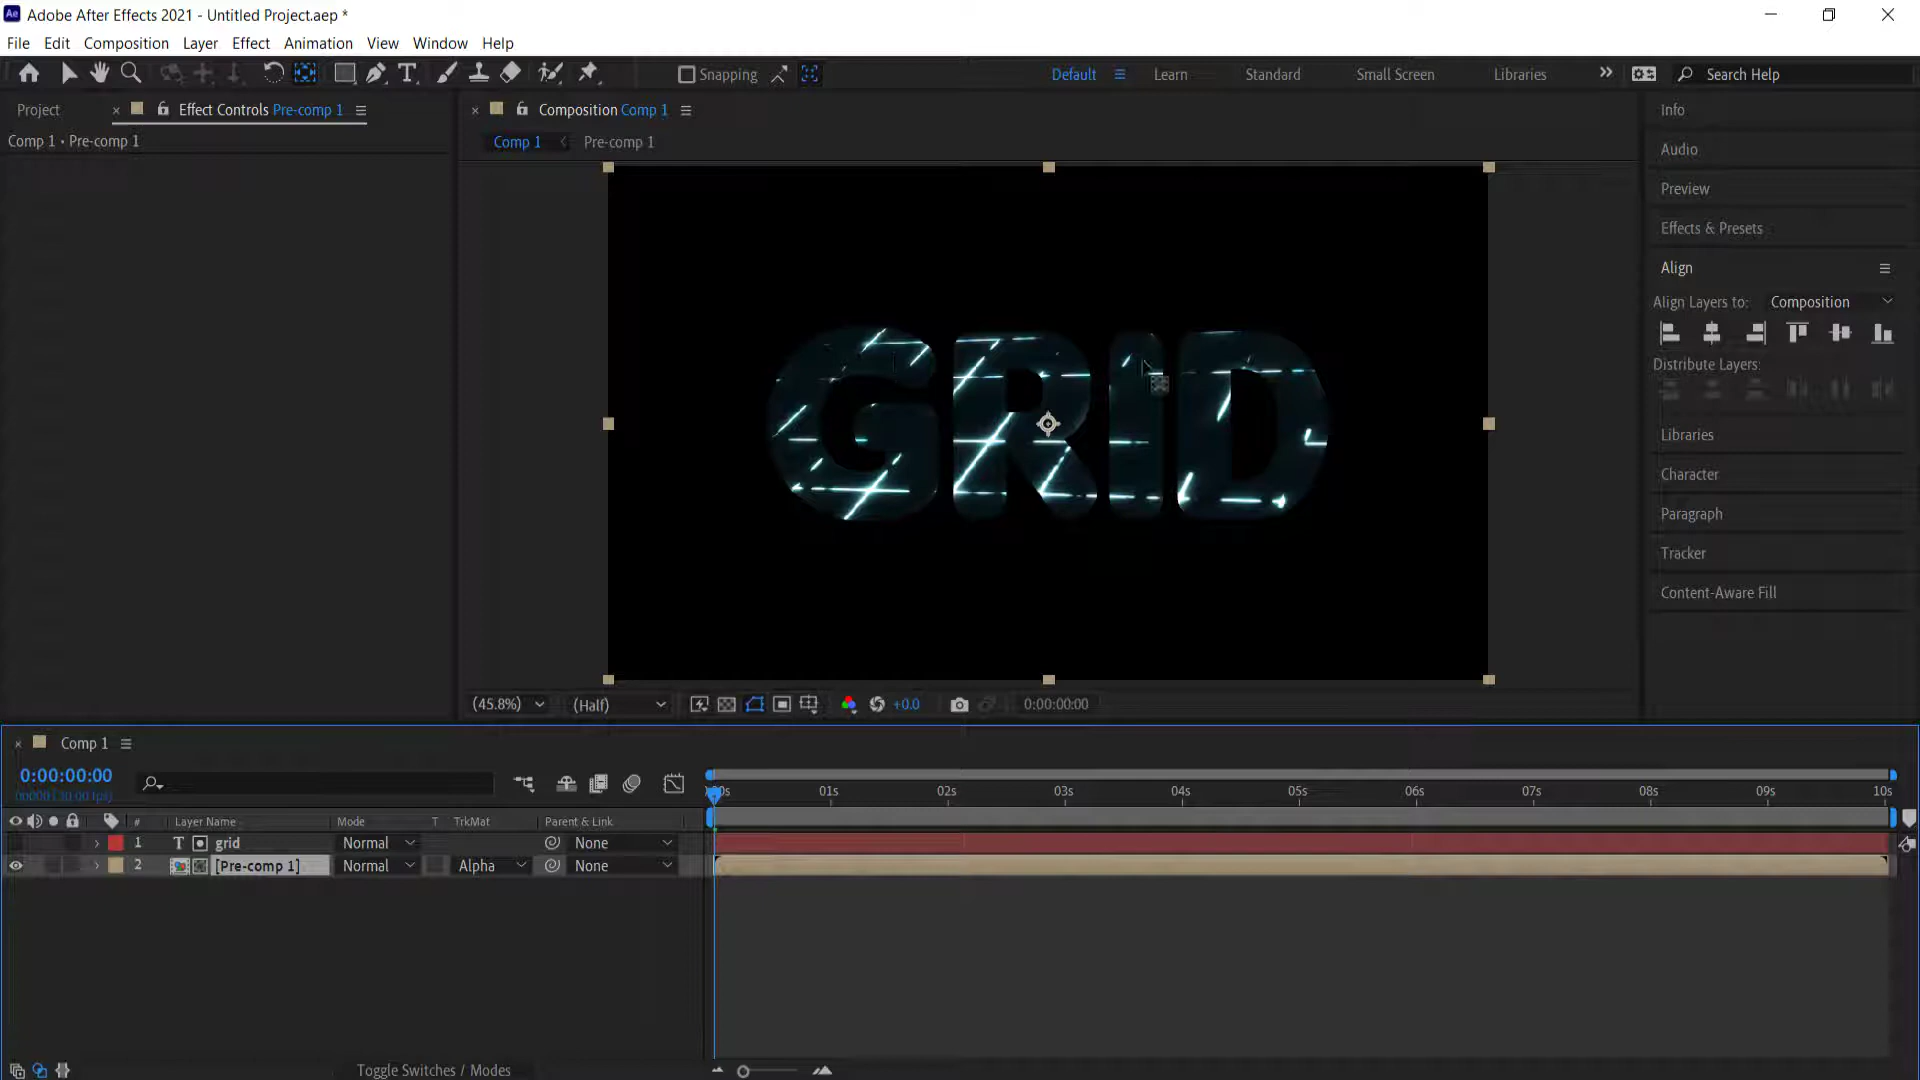 Adobe After Effects 2021 - Untitled Project.aep *
File Edit Composition Layer Effect Animation View Window Help
Snapping
Default Learn Standard Small Screen Libraries Search Help
Project Effect Controls Pre-comp 1 Composition Comp 1
Comp 1 • Pre-comp 1
Comp 1 Pre-comp 1
Info
Audio
Preview
Effects & Presets
Align
Align Layers to: Composition
Distribute Layers:
Libraries
Character
Paragraph
Tracker
Content-Aware Fill
GRID
(45.8%) (Half) +0.0 0:00:00:00
Comp 1
0:00:00:00
01s 02s 03s 04s 05s 06s 07s 08s 09s 10s
# Layer Name Mode T TrkMat Parent & Link
1 T grid Normal None
2 [Pre-comp 1] Normal Alpha None
Toggle Switches / Modes